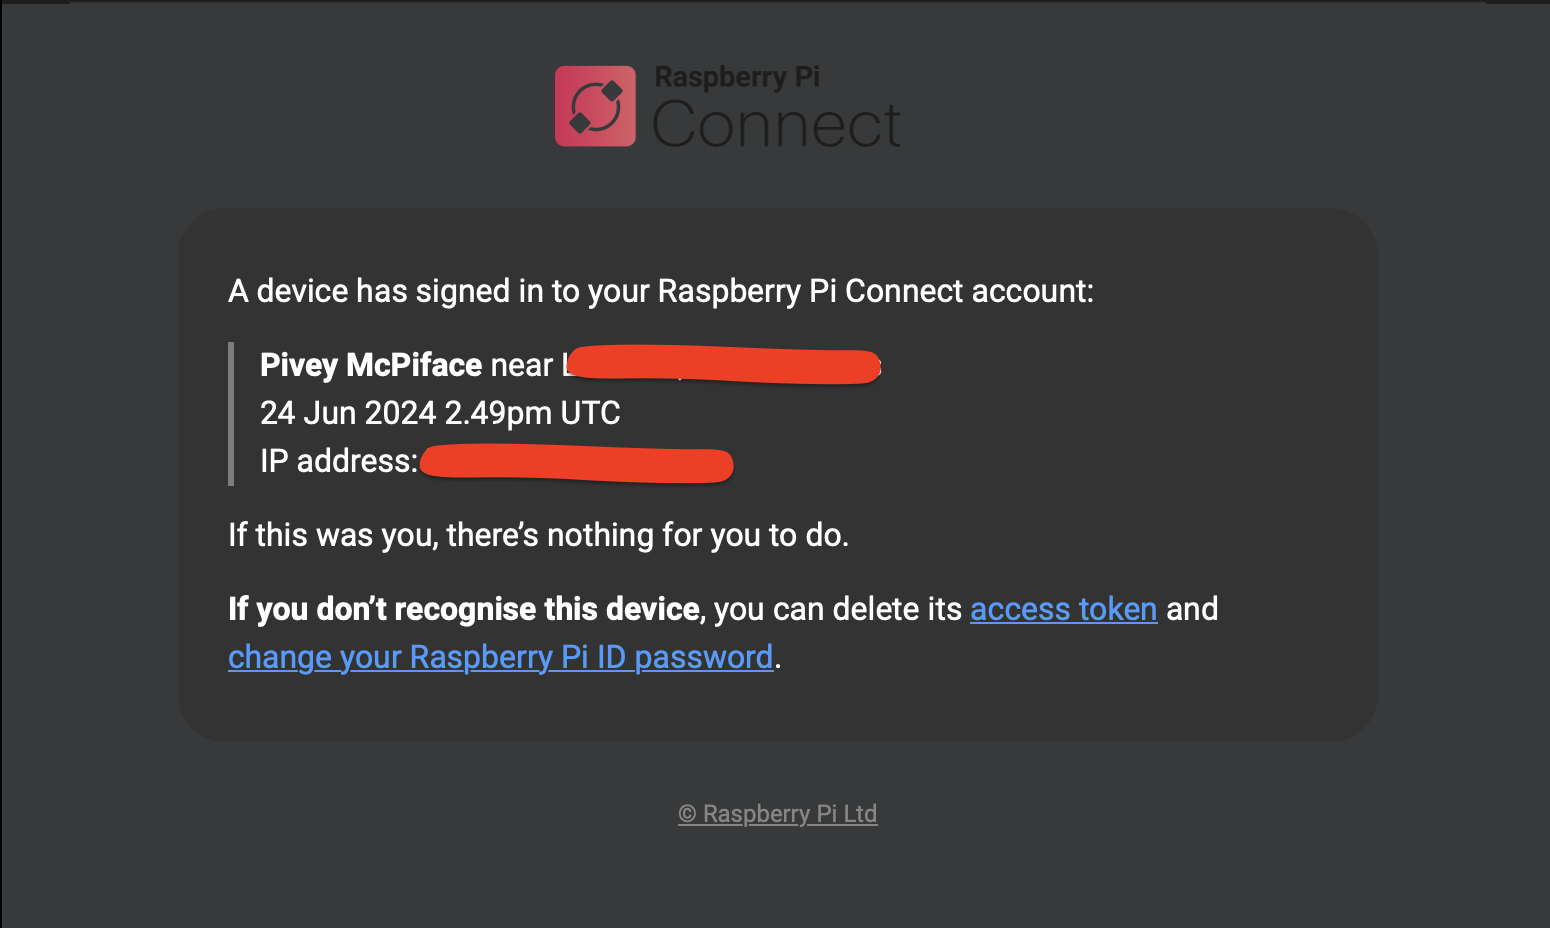 Raspberry Pi
Connect
A device has signed in to your Raspberry Pi Connect account:
Pivey McPiface near
24 Jun 2024 2.49pm UTC
IP address:
If this was you, there’s nothing for you to do.
If you don’t recognise this device, you can delete its access token and
change your Raspberry Pi ID password.
© Raspberry Pi Ltd